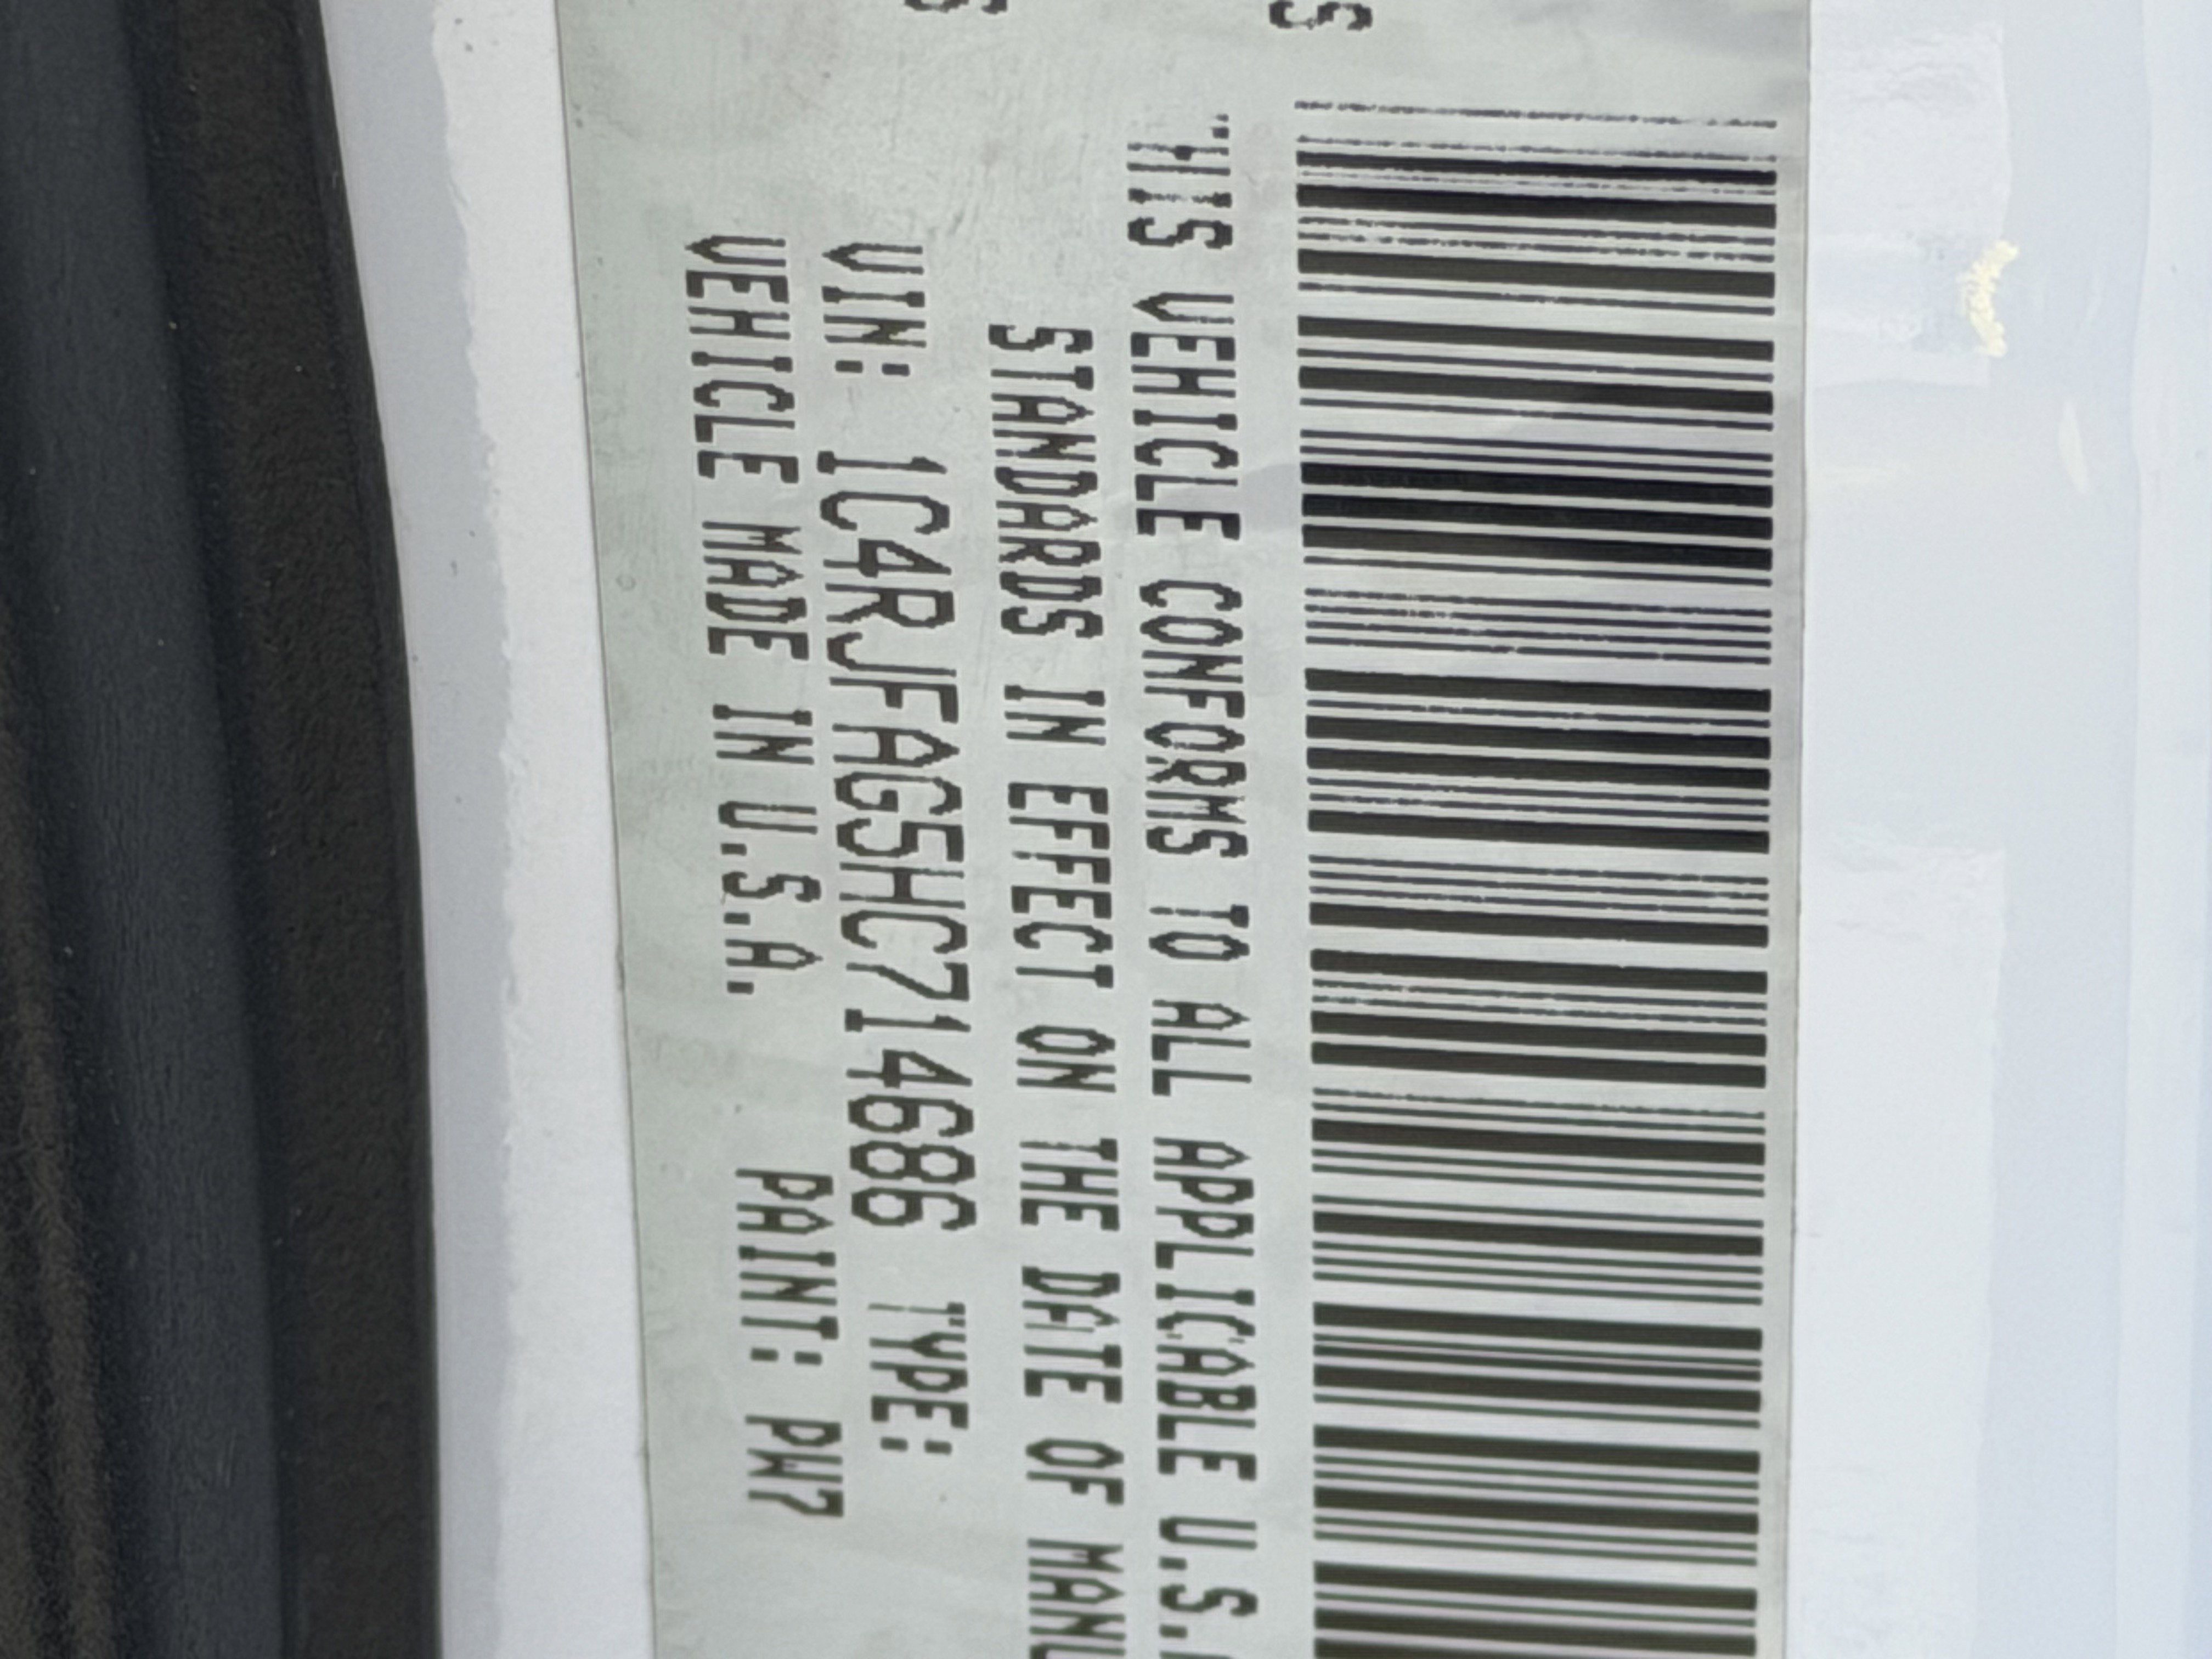 THIS VEHICLE CONFORMS TO ALL APPLICABLE U.S.
STANDARDS IN EFFECT ON THE DATE OF MANU
VIN: 1C4RJFAG5HC714686 TYPE:
VEHICLE MADE IN U.S.A. PAINT: PW7